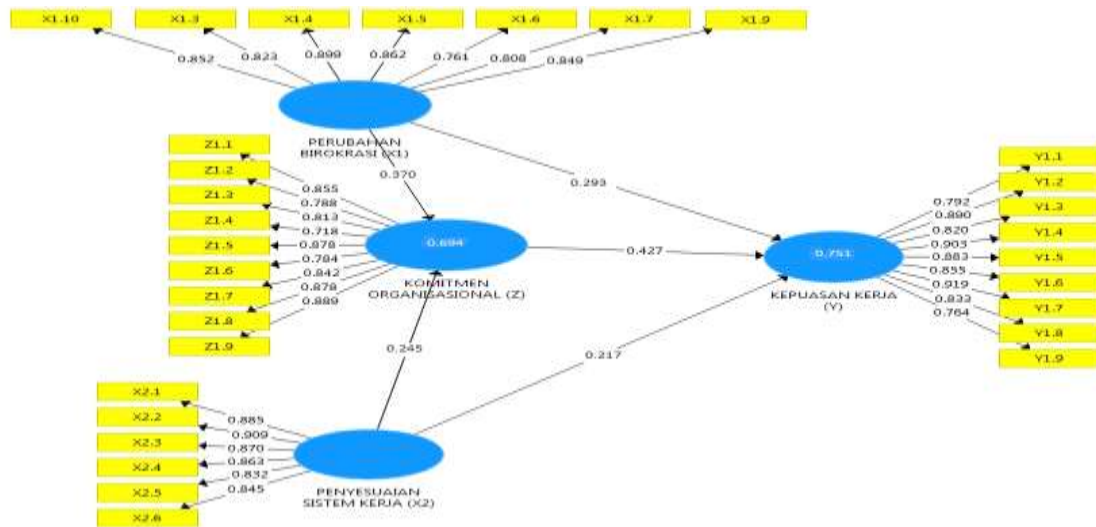 X1.10 X1.3 X1.4 X1.5 X1.6 X1.7 X1.9
0.852 0.823 0.899 0.862 0.761 0.808 0.849
PERUBAHAN
BIROKRASI (X1)
0.370
0.293
Z1.1
Z1.2
Z1.3
Z1.4
Z1.5
Z1.6
Z1.7
Z1.8
Z1.9
0.855
0.788
0.813
0.718
0.878
0.784
0.842
0.878
0.889
0.694
KOMITMEN
ORGANISASIONAL (Z)
0.427
0.751
KEPUASAN KERJA
(Y)
0.792
0.890
0.820
0.903
0.883
0.855
0.919
0.833
0.764
Y1.1
Y1.2
Y1.3
Y1.4
Y1.5
Y1.6
Y1.7
Y1.8
Y1.9
0.245
0.217
X2.1
X2.2
X2.3
X2.4
X2.5
X2.6
0.885
0.909
0.870
0.863
0.832
0.845
PENYESUAIAN
SISTEM KERJA (X2)